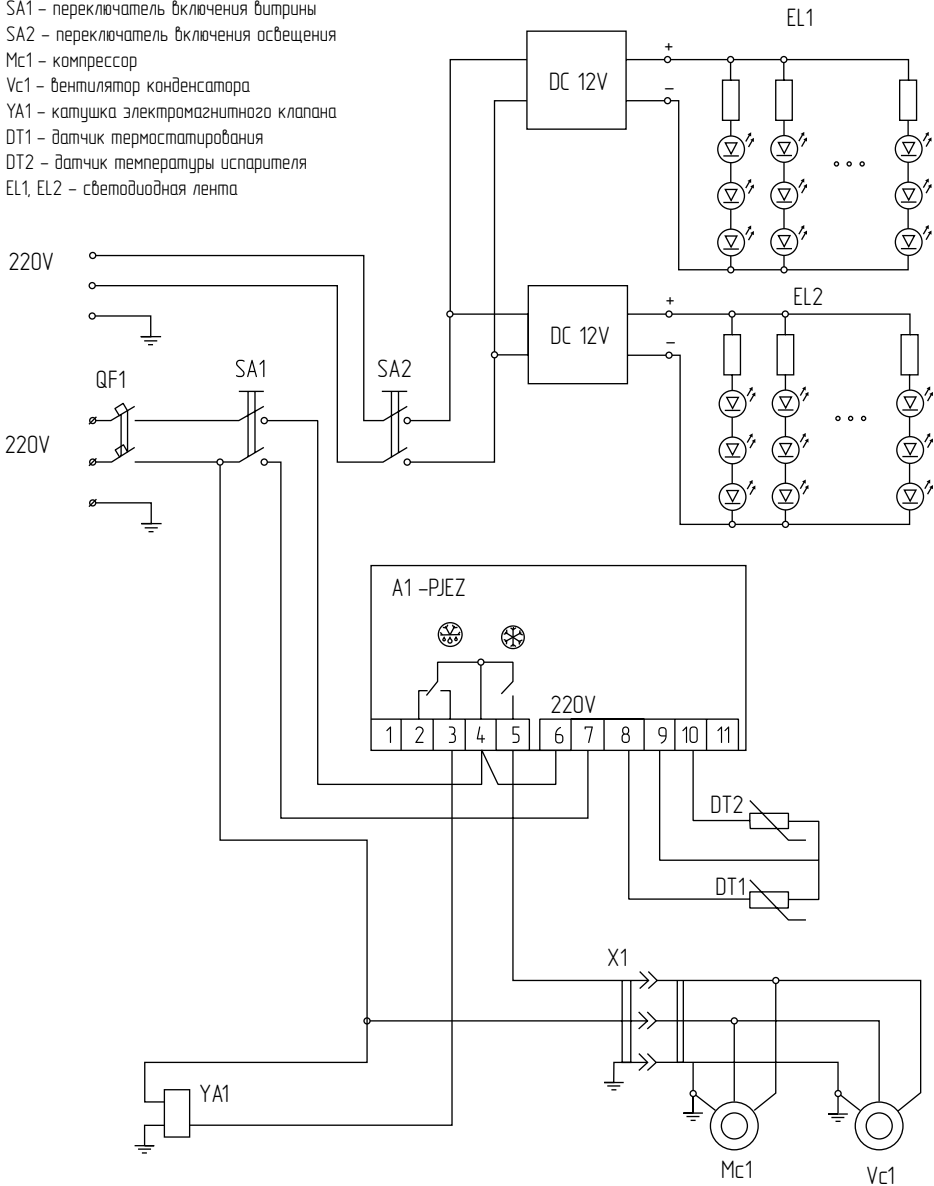 SA1 – переключатель включения витрины
SA2 – переключатель включения освещения
Mc1 – компрессор
Vc1 – вентилятор конденсатора
YA1 – катушка электромагнитного клапана
DT1 – датчик термостатирования
DT2 – датчик температуры испарителя
EL1, EL2 – светодиодная лента
EL1
DC 12V
+
–
220V
EL2
DC 12V
+
–
QF1
SA1
SA2
220V
A1 –PJEZ
220V
1 2 3 4 5 6 7 8 9 10 11
DT2
DT1
X1
YA1
Mc1
Vc1